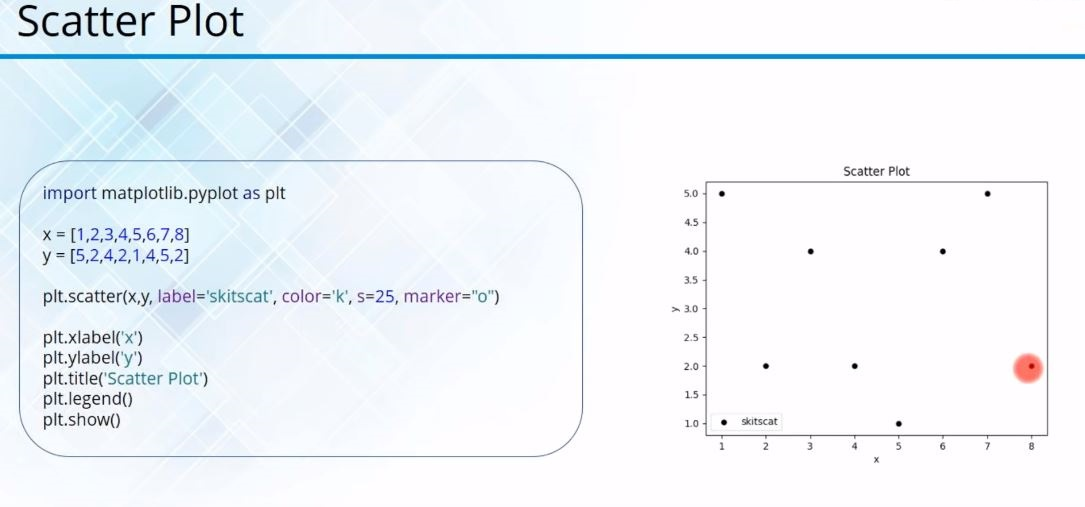 Scatter Plot
import matplotlib.pyplot as plt
x = [1,2,3,4,5,6,7,8]
y = [5,2,4,2,1,4,5,2]
plt.scatter(x,y, label='skitscat', color='k', s=25, marker="o")
plt.xlabel('x')
plt.ylabel('y')
plt.title('Scatter Plot')
plt.legend()
plt.show()
Scatter Plot
5.0
4.5
4.0
3.5
3.0
2.5
2.0
1.5
1.0
y
skitscat
1 2 3 4 5 6 7 8
x